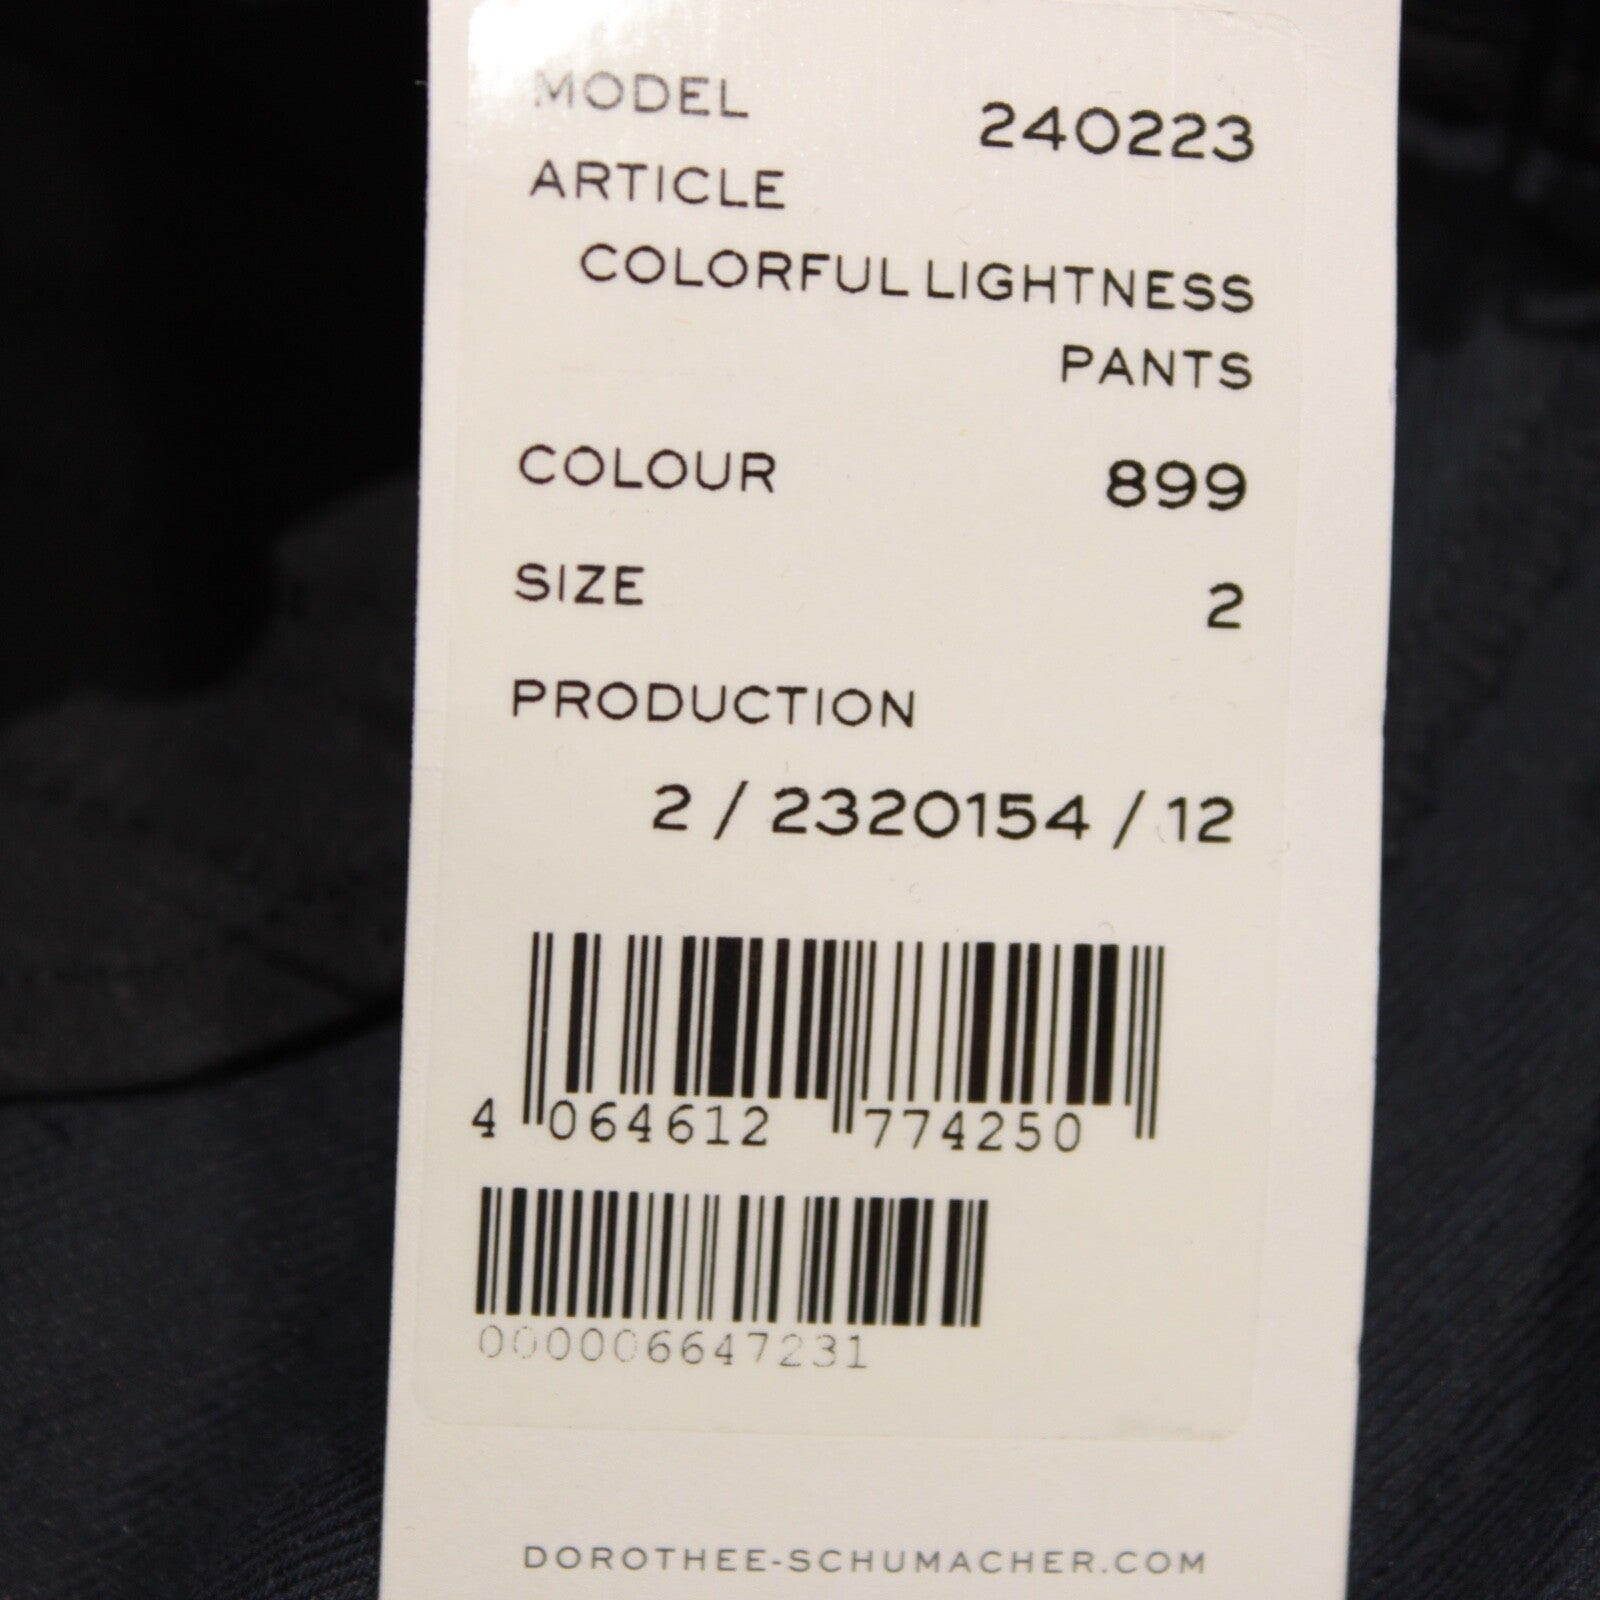 MODEL 240223
ARTICLE
COLORFUL LIGHTNESS
PANTS
COLOUR 899
SIZE 2
PRODUCTION
2 / 2320154 / 12
4 064612 774250
000006647231
DOROTHEE-SCHUMACHER.COM